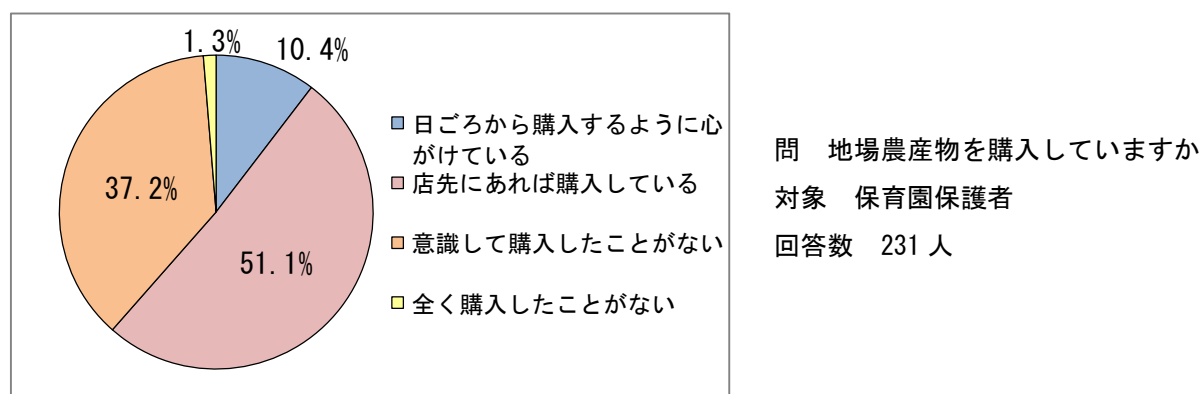 1.3%
10.4%
37.2%
51.1%
日ごろから購入するように心
がけている
店先にあれば購入している
意識して購入したことがない
全く購入したことがない
問　地場農産物を購入していますか
対象　保育園保護者
回答数　231 人